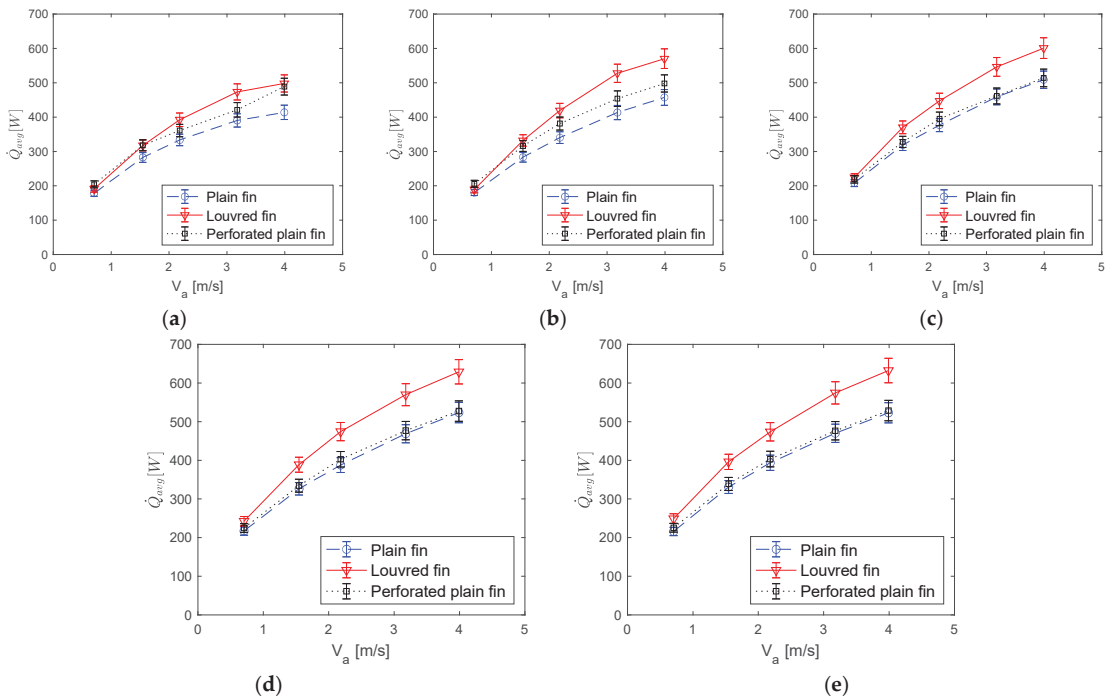 700
600
500
400
300
200
100
0
Q̇avg[W]
Plain fin
Louvred fin
Perforated plain fin
0 1 2 3 4 5
Va [m/s]
(a)
700
600
500
400
300
200
100
0
Q̇avg[W]
Plain fin
Louvred fin
Perforated plain fin
0 1 2 3 4 5
Va [m/s]
(b)
700
600
500
400
300
200
100
0
Q̇avg[W]
Plain fin
Louvred fin
Perforated plain fin
0 1 2 3 4 5
Va [m/s]
(c)
700
600
500
400
300
200
100
0
Q̇avg[W]
Plain fin
Louvred fin
Perforated plain fin
0 1 2 3 4 5
Va [m/s]
(d)
700
600
500
400
300
200
100
0
Q̇avg[W]
Plain fin
Louvred fin
Perforated plain fin
0 1 2 3 4 5
Va [m/s]
(e)